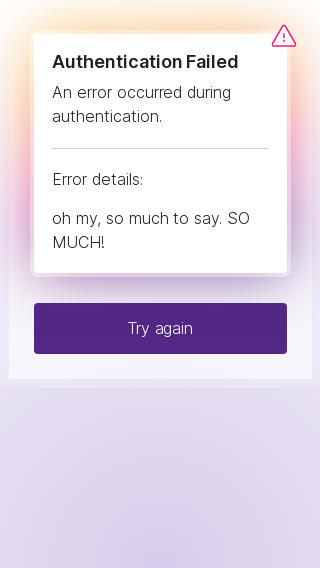 Authentication Failed
An error occurred during
authentication.
Error details:
oh my, so much to say. SO
MUCH!
Try again